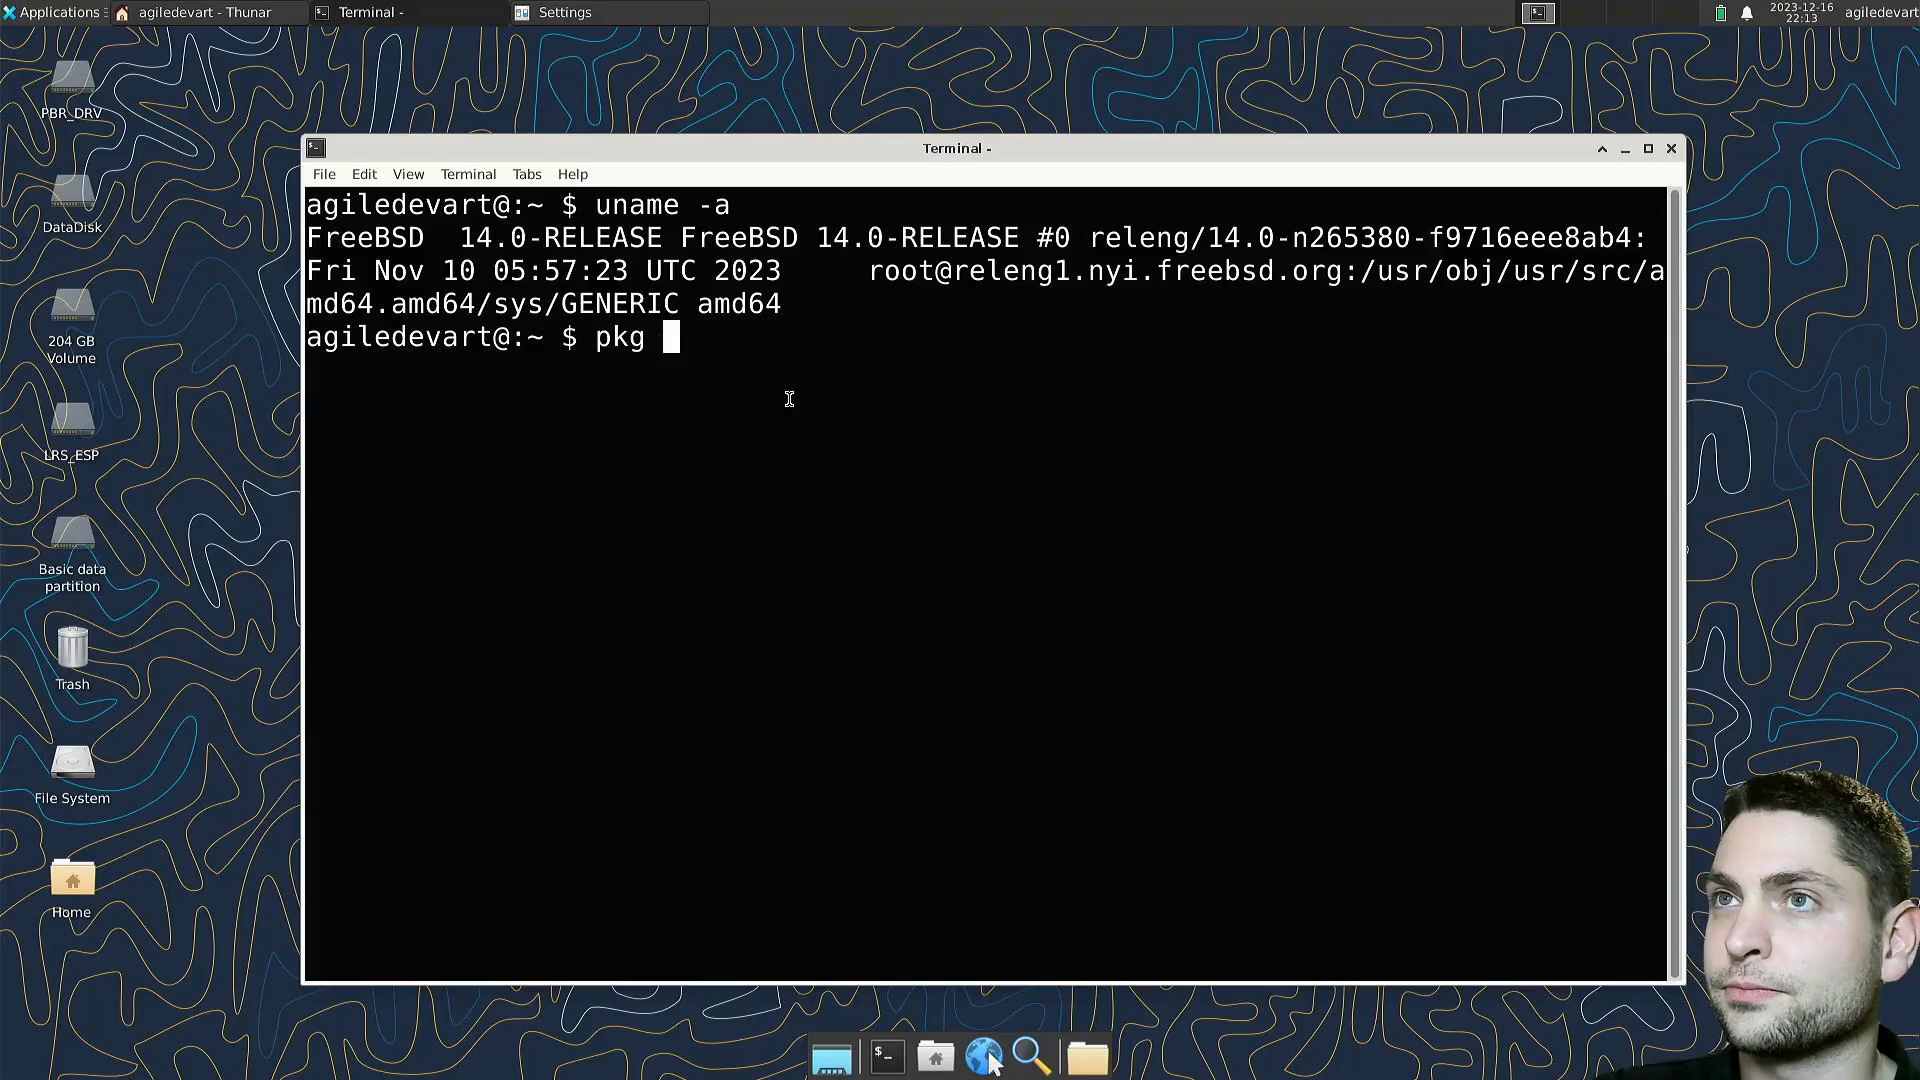 Applications
agiledevart - Thunar
Terminal -
Settings
2023-12-16
22:13
agiledevart
PBR_DRV
DataDisk
204 GB
Volume
LRS_ESP
Basic data
partition
Trash
File System
Home
Terminal -
File Edit View Terminal Tabs Help
agiledevart@:~ $ uname -a
FreeBSD  14.0-RELEASE FreeBSD 14.0-RELEASE #0 releng/14.0-n265380-f9716eee8ab4:
Fri Nov 10 05:57:23 UTC 2023     root@releng1.nyi.freebsd.org:/usr/obj/usr/src/a
md64.amd64/sys/GENERIC amd64
agiledevart@:~ $ pkg